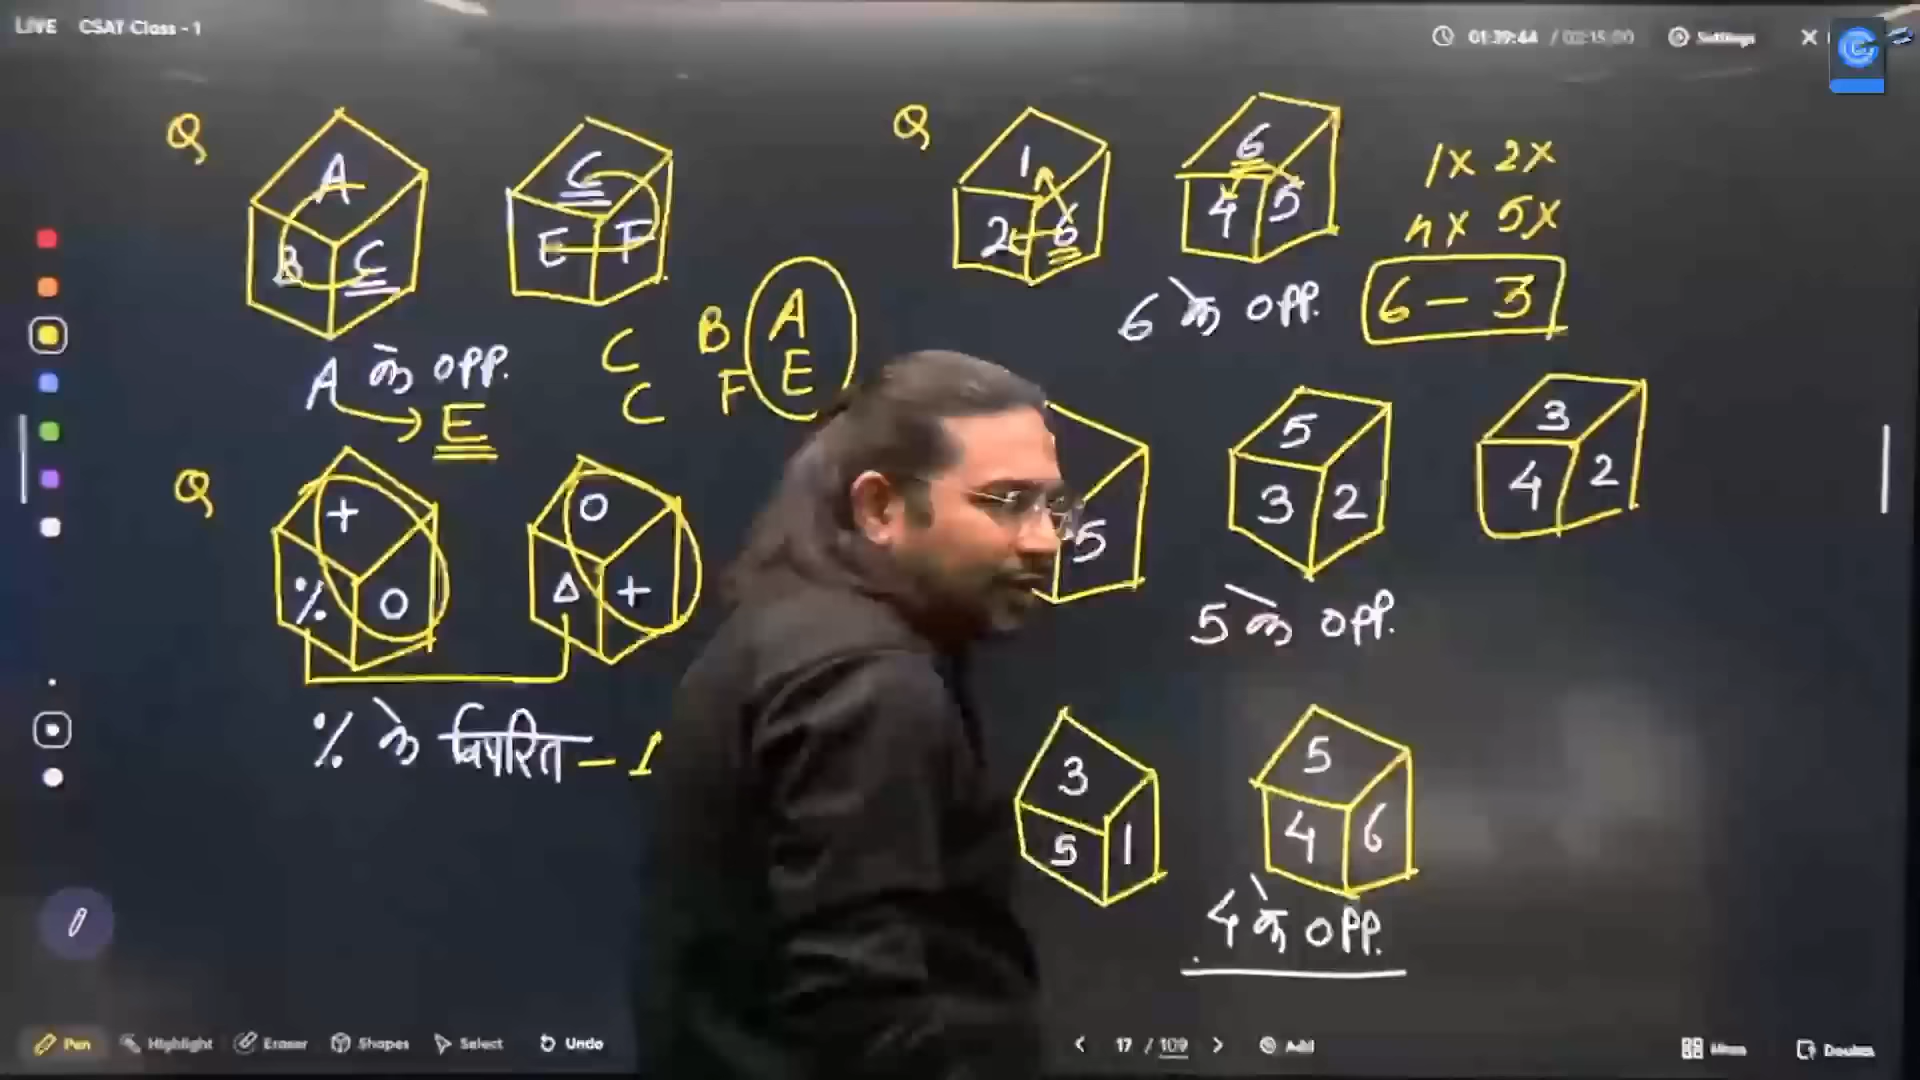 LIVE CSAT Class - 1
01:39:44 / 02:15:00 Settings
Q
A
B C
C
E F
A के opp.
E
C B A
C F E
Q
1
2 6
6
4 5
1x 2x
4x 5x
6 के opp.
6 - 3
Q
+
% O
O
Δ +
% के विपरित - 1
5
5
3 2
3
4 2
5 के opp.
3
5 1
5
4 6
4 के opp.
Pen Highlight Eraser Shapes Select Undo
17 / 109 Add